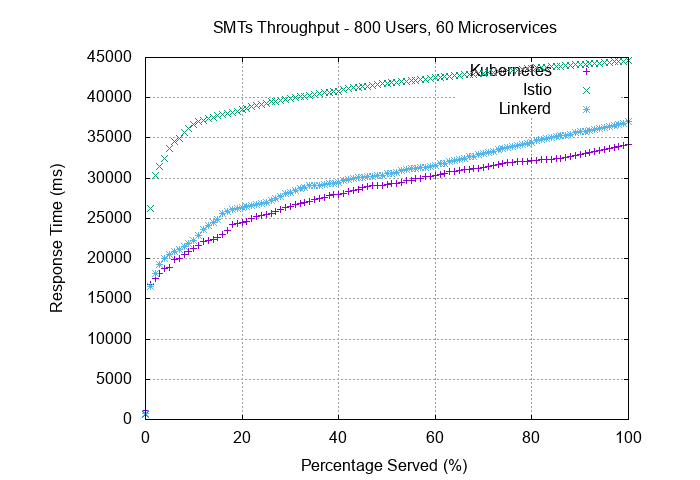 SMTs Throughput - 800 Users, 60 Microservices
45000
40000
35000
30000
25000
20000
15000
10000
5000
0
Response Time (ms)
Kubernetes
Istio
Linkerd
0 20 40 60 80 100
Percentage Served (%)